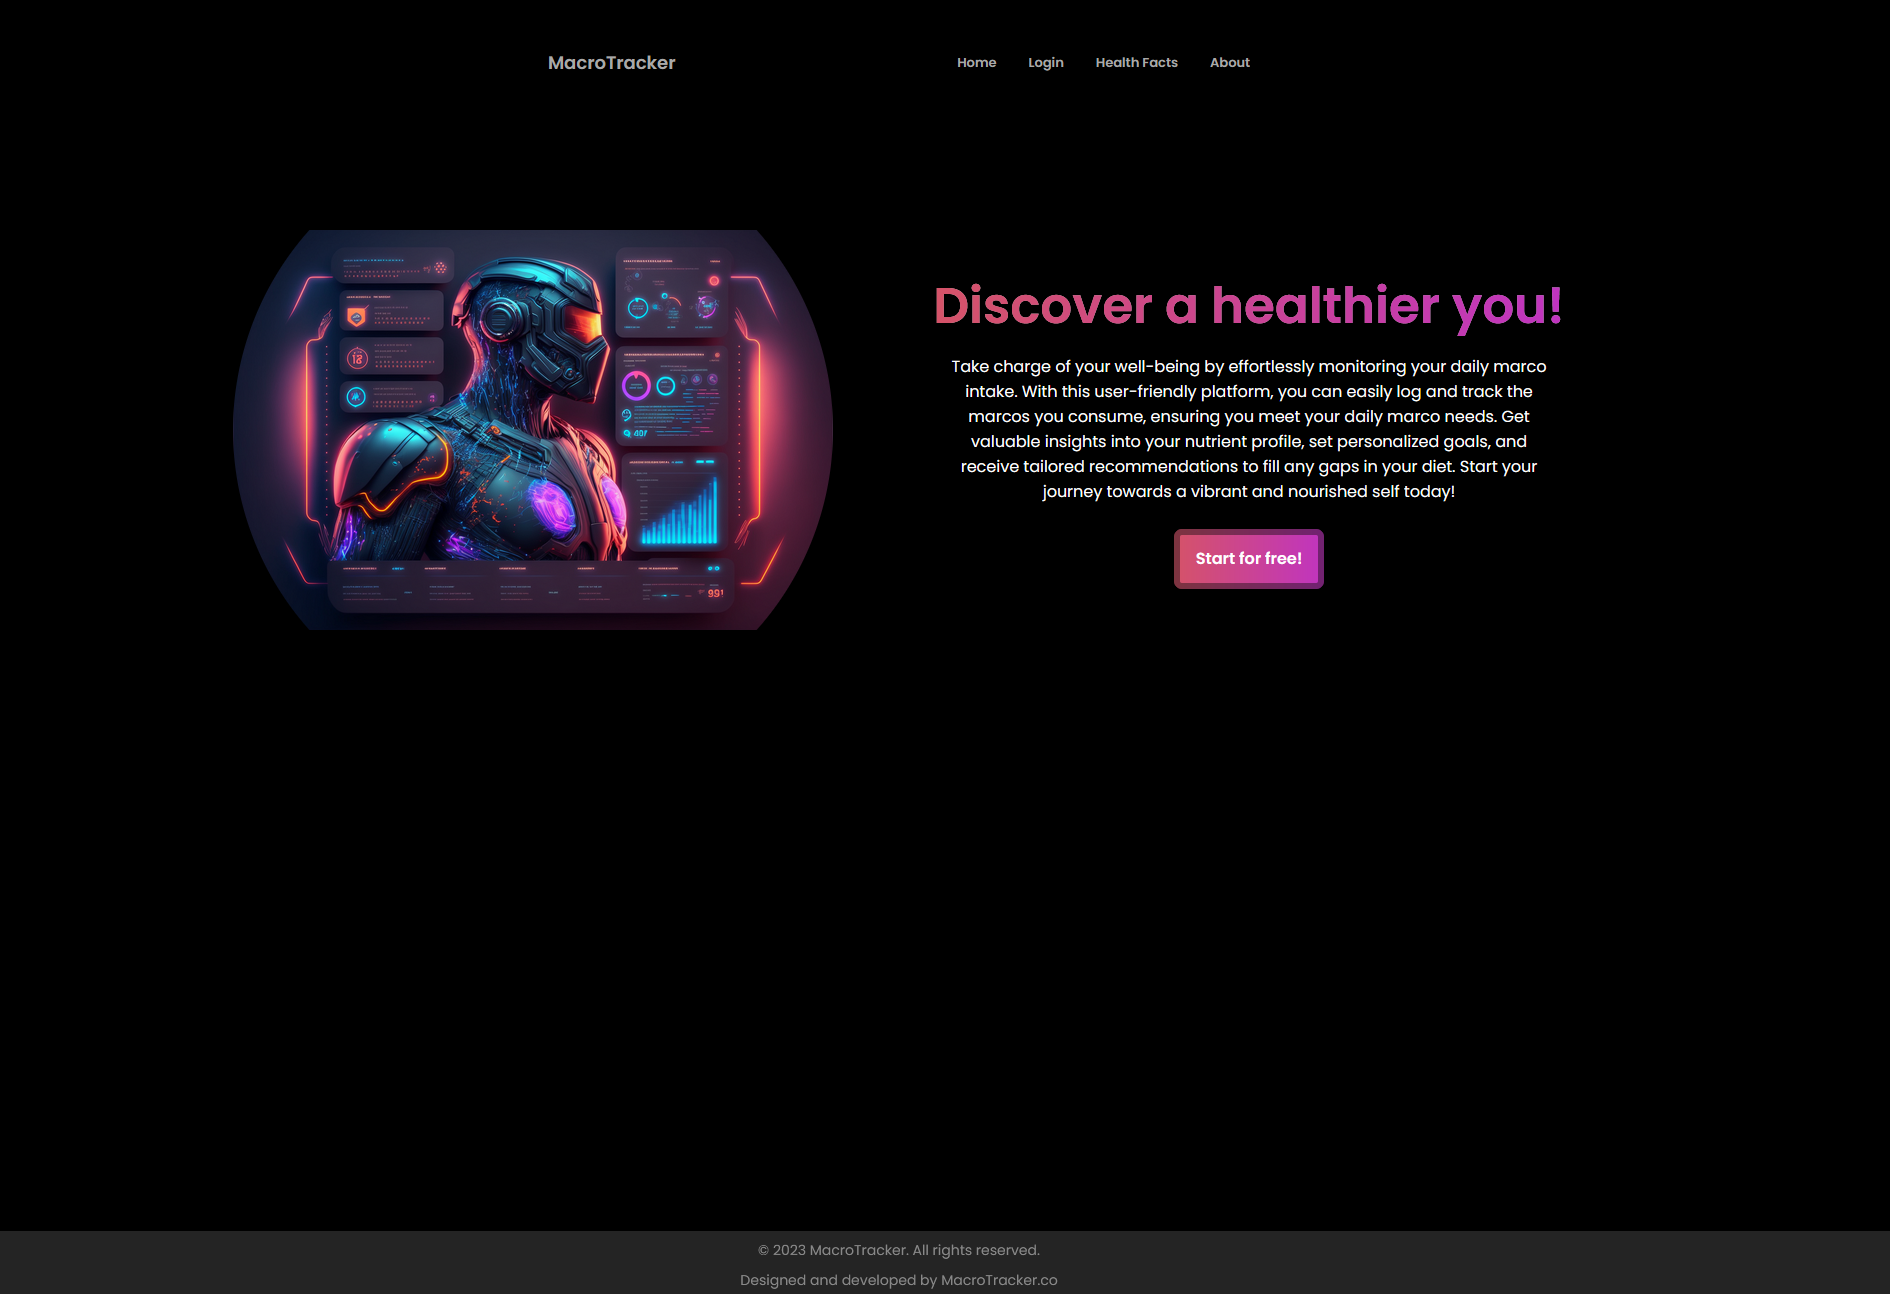 MacroTracker
Home Login Health Facts About
Discover a healthier you!
Take charge of your well-being by effortlessly monitoring your daily marco
intake. With this user-friendly platform, you can easily log and track the
marcos you consume, ensuring you meet your daily marco needs. Get
valuable insights into your nutrient profile, set personalized goals, and
receive tailored recommendations to fill any gaps in your diet. Start your
journey towards a vibrant and nourished self today!
Start for free!
18
407
991
© 2023 MacroTracker. All rights reserved.
Designed and developed by MacroTracker.co